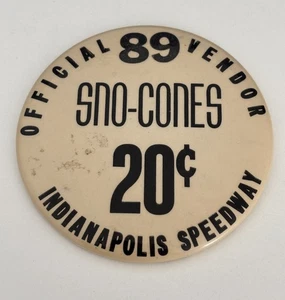 OFFICIAL 89 VENDOR
SNO-CONES
20¢
INDIANAPOLIS SPEEDWAY